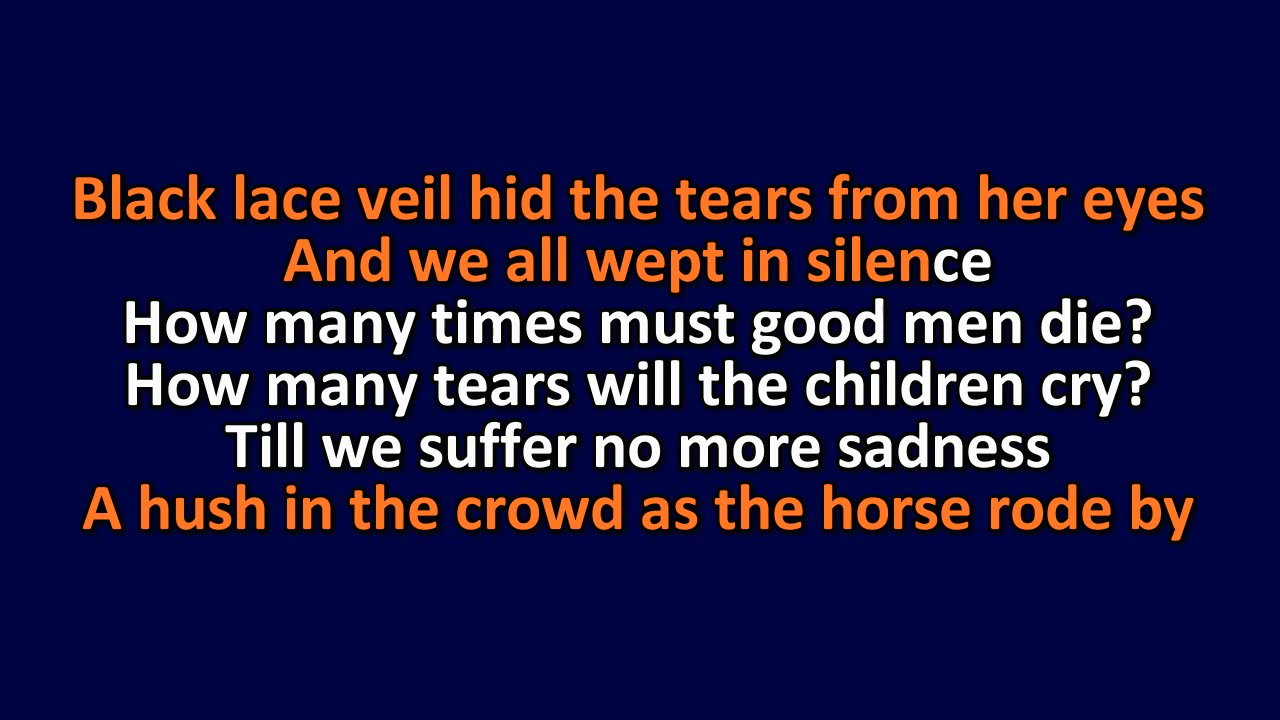 Black lace veil hid the tears from her eyes
And we all wept in silence
How many times must good men die?
How many tears will the children cry?
Till we suffer no more sadness
A hush in the crowd as the horse rode by